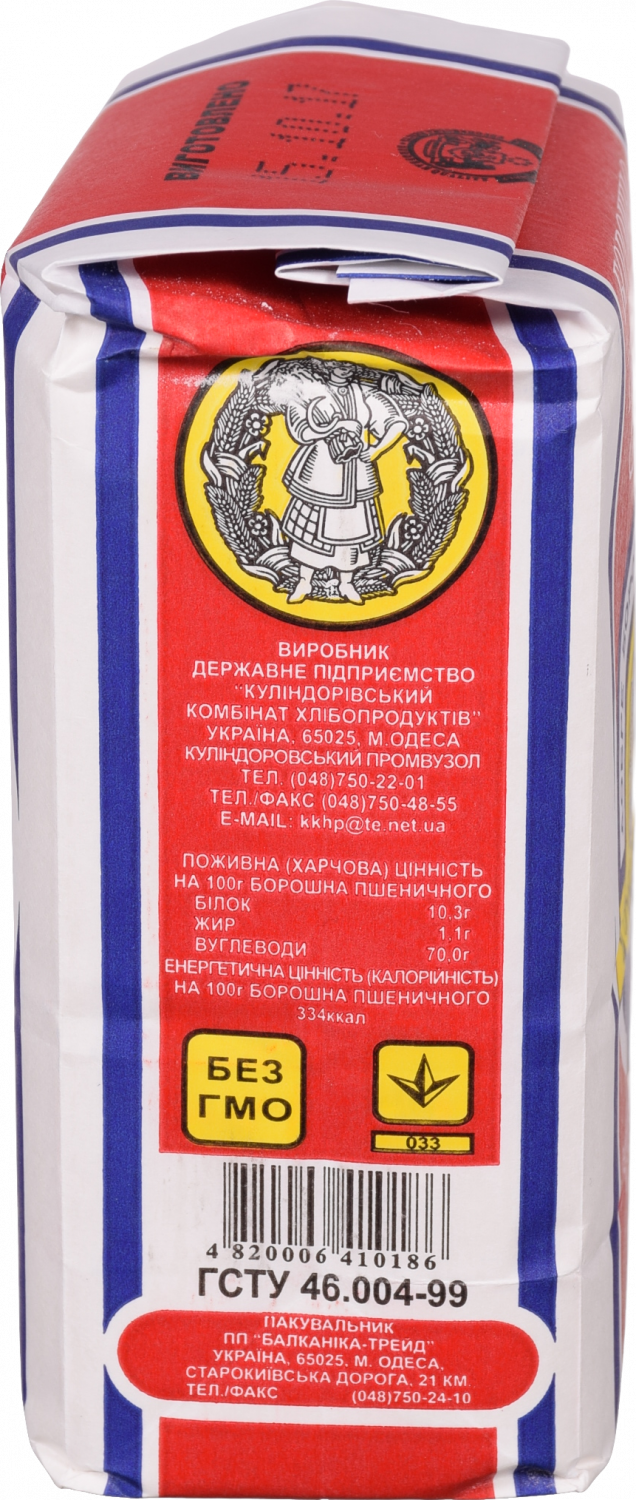 ВИГОТОВЛЕНО
ВИРОБНИК
ДЕРЖАВНЕ ПІДПРИЄМСТВО
"КУЛІНДОРІВСЬКИЙ
КОМБІНАТ ХЛІБОПРОДУКТІВ"
УКРАЇНА, 65025, М.ОДЕСА
КУЛІНДОРОВСЬКИЙ ПРОМВУЗОЛ
ТЕЛ. (048)750-22-01
ТЕЛ./ФАКС (048)750-48-55
E-MAIL: kkhp@te.net.ua
ПОЖИВНА (ХАРЧОВА) ЦІННІСТЬ
НА 100г БОРОШНА ПШЕНИЧНОГО
БІЛОК 10,3г
ЖИР 1,1г
ВУГЛЕВОДИ 70,0г
ЕНЕРГЕТИЧНА ЦІННІСТЬ (КАЛОРІЙНІСТЬ)
НА 100г БОРОШНА ПШЕНИЧНОГО
334ккал
БЕЗ
ГМО
033
4 820006 410186
ГСТУ 46.004-99
ПАКУВАЛЬНИК
ПП "БАЛКАНІКА-ТРЕЙД"
УКРАЇНА, 65025. М. ОДЕСА,
СТАРОКИЇВСЬКА ДОРОГА. 21 КМ.
ТЕЛ./ФАКС (048)750-24-10